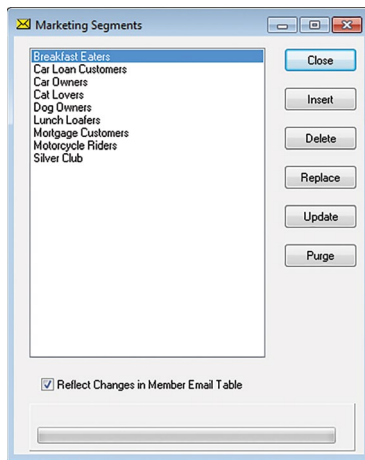 Marketing Segments
Breakfast Eaters
Car Loan Customers
Car Owners
Cat Lovers
Dog Owners
Lunch Loafers
Mortgage Customers
Motorcycle Riders
Silver Club
Close
Insert
Delete
Replace
Update
Purge
Reflect Changes in Member Email Table